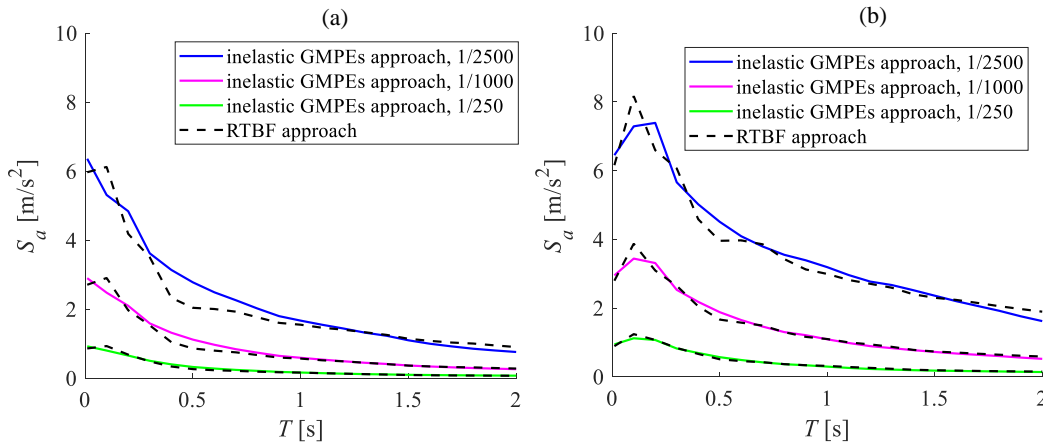 (a)
10
8
6
4
2
0
S_a [m/s²]
inelastic GMPEs approach, 1/2500
inelastic GMPEs approach, 1/1000
inelastic GMPEs approach, 1/250
RTBF approach
0
0.5
1
1.5
2
T [s]
(b)
10
8
6
4
2
0
S_a [m/s²]
inelastic GMPEs approach, 1/2500
inelastic GMPEs approach, 1/1000
inelastic GMPEs approach, 1/250
RTBF approach
0
0.5
1
1.5
2
T [s]